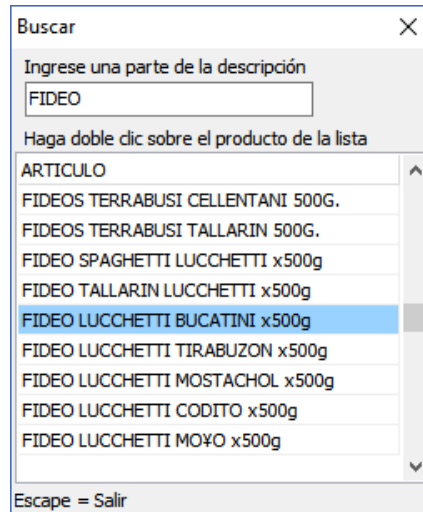 Buscar
Ingrese una parte de la descripción
FIDEO
Haga doble clic sobre el producto de la lista
ARTICULO
FIDEOS TERRABUSI CELLENTANI 500G.
FIDEOS TERRABUSI TALLARIN 500G.
FIDEO SPAGHETTI LUCCHETTI x500g
FIDEO TALLARIN LUCCHETTI x500g
FIDEO LUCCHETTI BUCATINI x500g
FIDEO LUCCHETTI TIRABUZON x500g
FIDEO LUCCHETTI MOSTACHOL x500g
FIDEO LUCCHETTI CODITO x500g
FIDEO LUCCHETTI MO¥O x500g
Escape = Salir